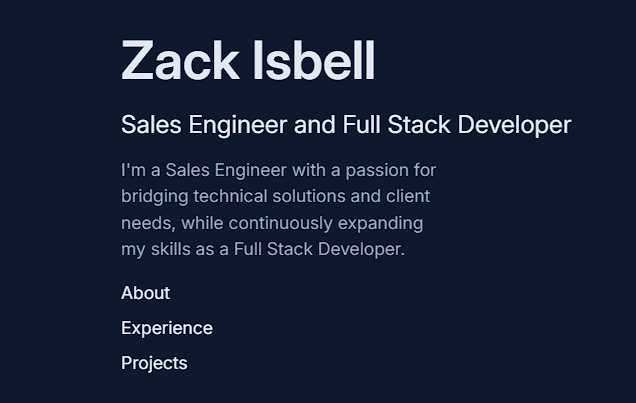 Zack Isbell
Sales Engineer and Full Stack Developer
I'm a Sales Engineer with a passion for
bridging technical solutions and client
needs, while continuously expanding
my skills as a Full Stack Developer.
About
Experience
Projects